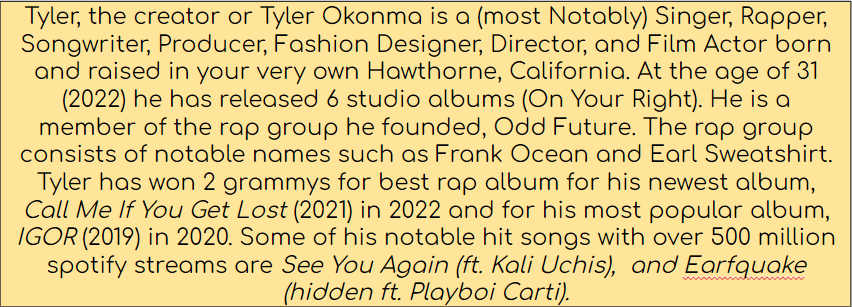 Tyler, the creator or Tyler Okonma is a (most Notably) Singer, Rapper,
Songwriter, Producer, Fashion Designer, Director, and Film Actor born
and raised in your very own Hawthorne, California. At the age of 31
(2022) he has released 6 studio albums (On Your Right). He is a
member of the rap group he founded, Odd Future. The rap group
consists of notable names such as Frank Ocean and Earl Sweatshirt.
Tyler has won 2 grammys for best rap album for his newest album,
Call Me If You Get Lost (2021) in 2022 and for his most popular album,
IGOR (2019) in 2020. Some of his notable hit songs with over 500 million
spotify streams are See You Again (ft. Kali Uchis),  and Earfquake
(hidden ft. Playboi Carti).